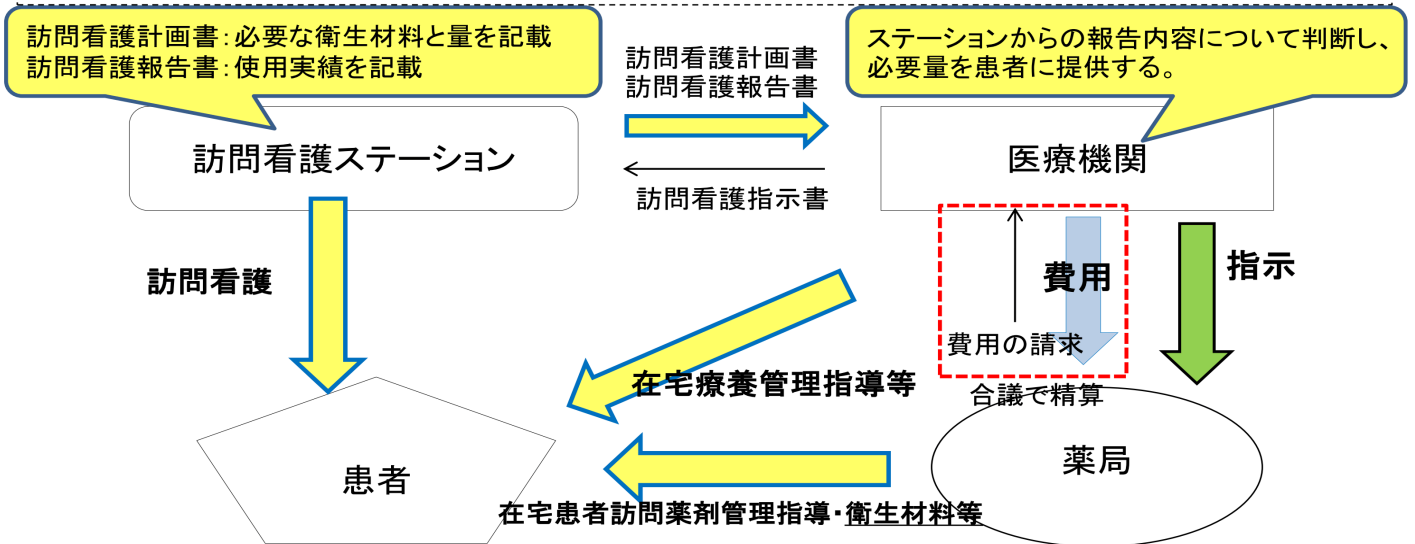 訪問看護計画書：必要な衛生材料と量を記載
訪問看護報告書：使用実績を記載
訪問看護計画書
訪問看護報告書
ステーションからの報告内容について判断し、
必要量を患者に提供する。
訪問看護ステーション
医療機関
訪問看護指示書
訪問看護
費用
指示
費用の請求
在宅療養管理指導等
合議で精算
患者
薬局
在宅患者訪問薬剤管理指導・衛生材料等